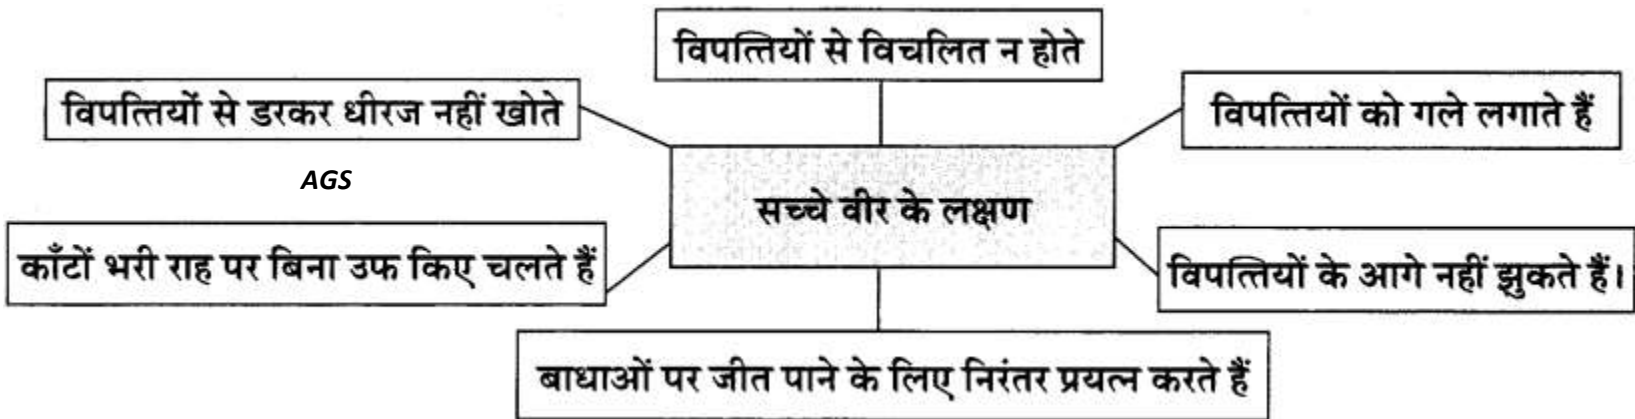 विपत्तियों से विचलित न होते
विपत्तियों से डरकर धीरज नहीं खोते
विपत्तियों को गले लगाते हैं
AGS
सच्चे वीर के लक्षण
काँटों भरी राह पर बिना उफ किए चलते हैं
विपत्तियों के आगे नहीं झुकते हैं।
बाधाओं पर जीत पाने के लिए निरंतर प्रयत्न करते हैं